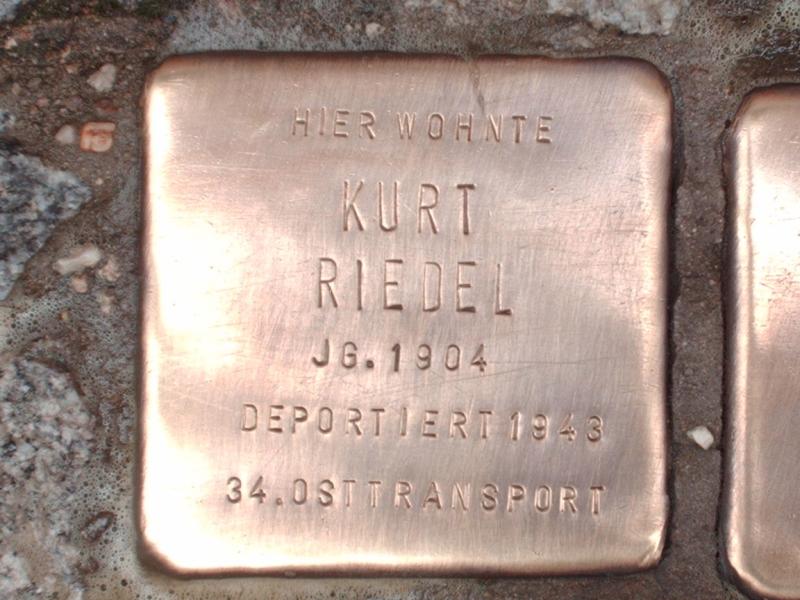 HIER WOHNTE
KURT
RIEDEL
JG. 1904
DEPORTIERT 1943
34. OSTTRANSPORT